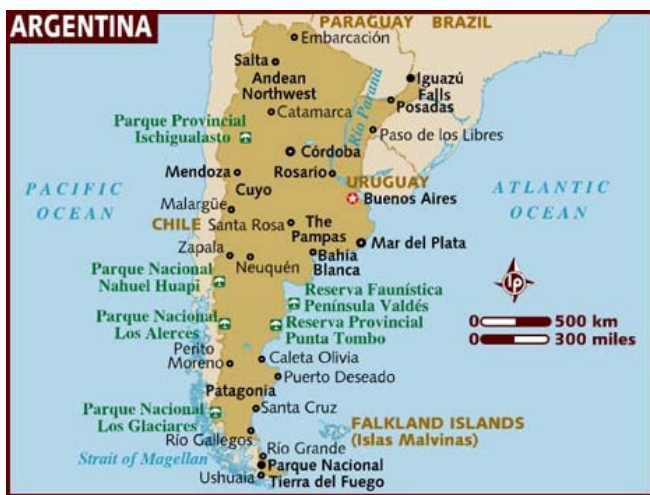 ARGENTINA
PARAGUAY
BRAZIL
Embarcación
Salta
Andean
Northwest
Iguazú
Falls
Posadas
Catamarca
Río Paraná
Parque Provincial
Ischigualasto
Paso de los Libres
Córdoba
Mendoza
Rosario
Cuyo
URUGUAY
PACIFIC
OCEAN
ATLANTIC
OCEAN
Buenos Aires
Malargüe
CHILE
Santa Rosa
The
Pampas
Mar del Plata
Zapala
Neuquén
Bahía
Blanca
Parque Nacional
Nahuel Huapi
Reserva Faunística
Península Valdés
LP
Parque Nacional
Los Alerces
Reserva Provincial
Punta Tombo
0 500 km
0 300 miles
Perito
Moreno
Caleta Olivia
Puerto Deseado
Patagonia
Parque Nacional
Los Glaciares
Santa Cruz
FALKLAND ISLANDS
(Islas Malvinas)
Río Gallegos
Río Grande
Strait of Magellan
Parque Nacional
Tierra del Fuego
Ushuaia